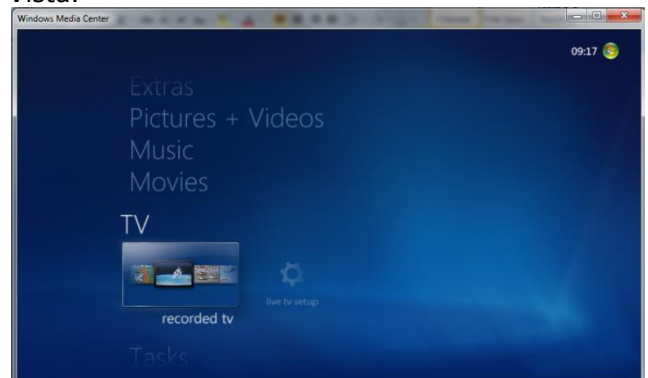 Vista.
Windows Media Center
09:17
Extras
Pictures + Videos
Music
Movies
TV
live tv setup
recorded tv
Tasks